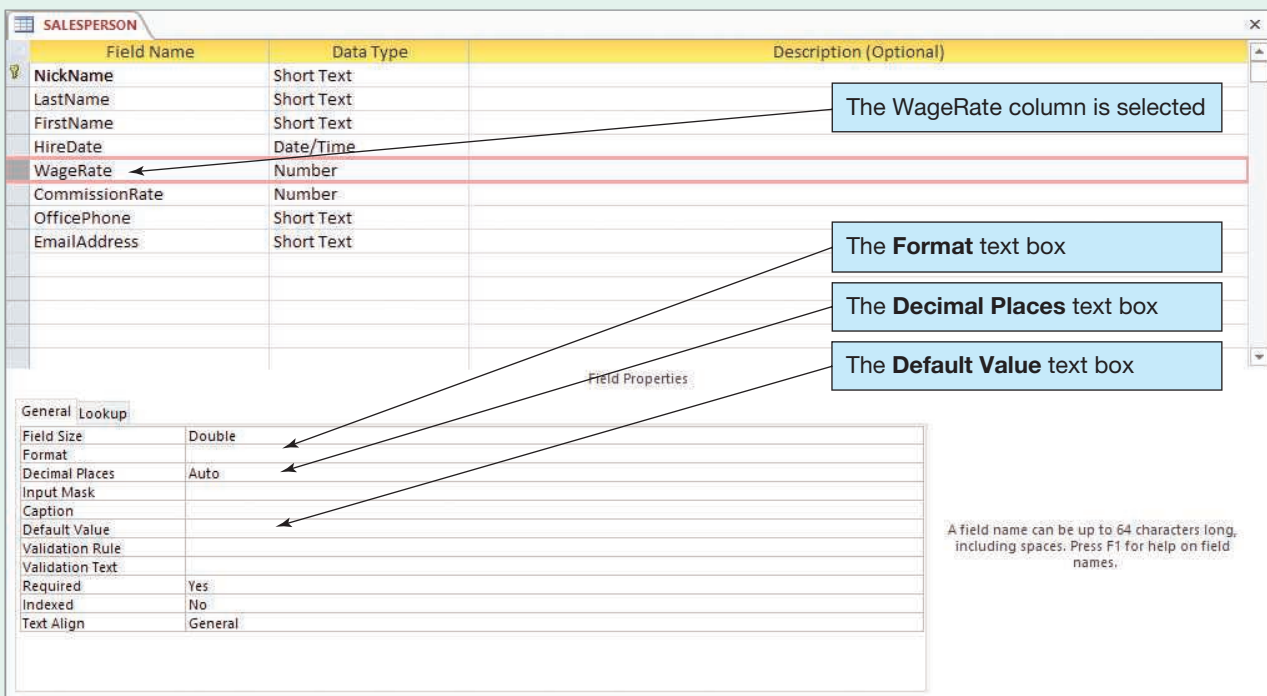 SALESPERSON
Field Name Data Type Description (Optional)
NickName Short Text
LastName Short Text
FirstName Short Text
HireDate Date/Time
WageRate Number
CommissionRate Number
OfficePhone Short Text
EmailAddress Short Text
The WageRate column is selected
The Format text box
The Decimal Places text box
The Default Value text box
Field Properties
General Lookup
Field Size Double
Format
Decimal Places Auto
Input Mask
Caption
Default Value
Validation Rule
Validation Text
Required Yes
Indexed No
Text Align General
A field name can be up to 64 characters long,
including spaces. Press F1 for help on field
names.